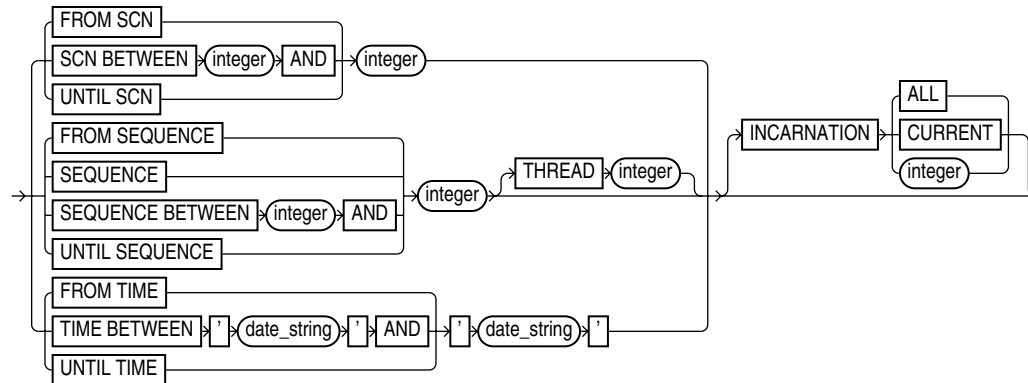 FROM SCN
SCN BETWEEN integer AND integer
UNTIL SCN
FROM SEQUENCE
SEQUENCE
SEQUENCE BETWEEN integer AND integer THREAD integer
UNTIL SEQUENCE
FROM TIME
TIME BETWEEN ' date_string ' AND ' date_string '
UNTIL TIME
INCARNATION
ALL
CURRENT
integer